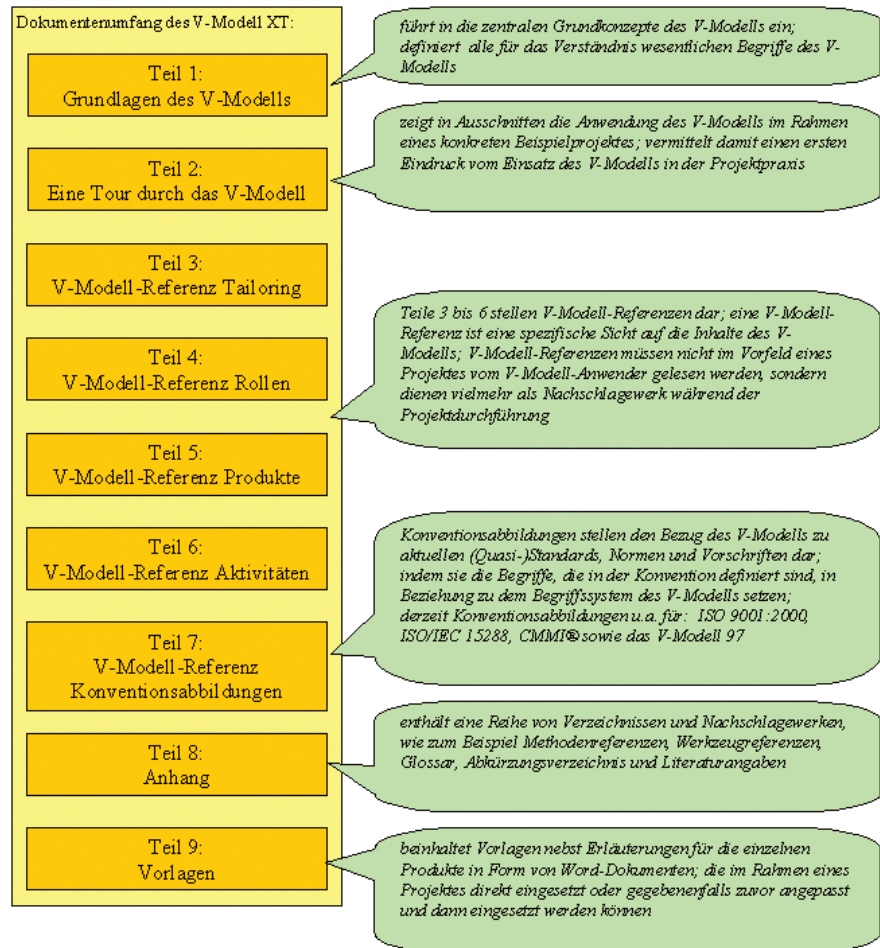 Dokumentenumfang des V-Modell XT:
Teil 1:
Grundlagen des V-Modells
führt in die zentralen Grundkonzepte des V-Modells ein;
definiert alle für das Verständnis wesentlichen Begriffe des V-
Modells
Teil 2:
Eine Tour durch das V-Modell
zeigt in Ausschnitten die Anwendung des V-Modells im Rahmen
eines konkreten Beispielprojektes; vermittelt damit einen ersten
Eindruck vom Einsatz des V-Modells in der Projektpraxis
Teil 3:
V-Modell-Referenz Tailoring
Teil 4:
V-Modell-Referenz Rollen
Teil 5:
V-Modell-Referenz Produkte
Teil 6:
V-Modell-Referenz Aktivitäten
Teile 3 bis 6 stellen V-Modell-Referenzen dar; eine V-Modell-
Referenz ist eine spezifische Sicht auf die Inhalte des V-
Modells; V-Modell-Referenzen müssen nicht im Vorfeld eines
Projektes vom V-Modell-Anwender gelesen werden, sondern
dienen vielmehr als Nachschlagewerk während der
Projektdurchführung
Teil 7:
V-Modell-Referenz
Konventionsabbildungen
Konventionsabbildungen stellen den Bezug des V-Modells zu
aktuellen (Quasi-)Standards, Normen und Vorschriften dar;
indem sie die Begriffe, die in der Konvention definiert sind, in
Beziehung zu dem Begriffssystem des V-Modells setzen;
derzeit Konventionsabbildungen u.a. für: ISO 9001:2000,
ISO/IEC 15288, CMMI® sowie das V-Modell 97
Teil 8:
Anhang
enthält eine Reihe von Verzeichnissen und Nachschlagewerken,
wie zum Beispiel Methodenreferenzen, Werkzeugreferenzen,
Glossar, Abkürzungsverzeichnis und Literaturangaben
Teil 9:
Vorlagen
beinhaltet Vorlagen nebst Erläuterungen für die einzelnen
Produkte in Form von Word-Dokumenten; die im Rahmen eines
Projektes direkt eingesetzt oder gegebenenfalls zuvor angepasst
und dann eingesetzt werden können